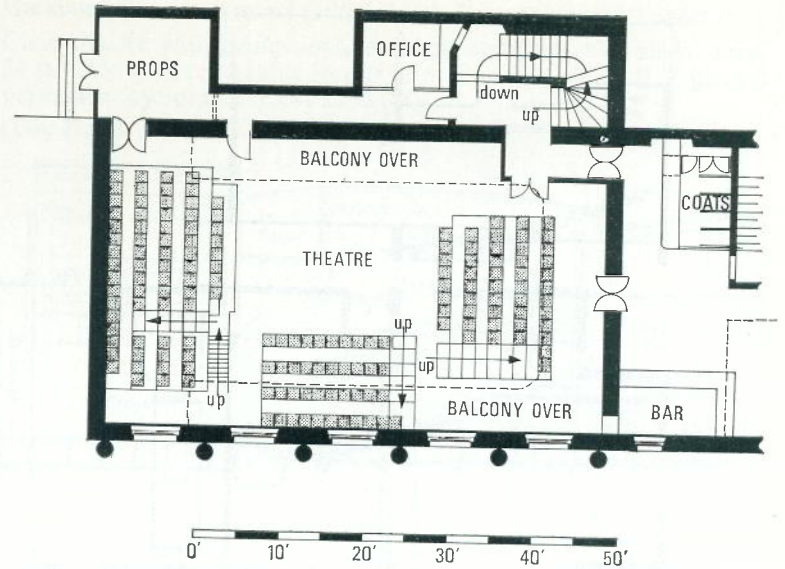 OFFICE
PROPS
down
up
BALCONY OVER
COATS
THEATRE
up
up
up
BALCONY OVER
BAR
0' 10' 20' 30' 40' 50'